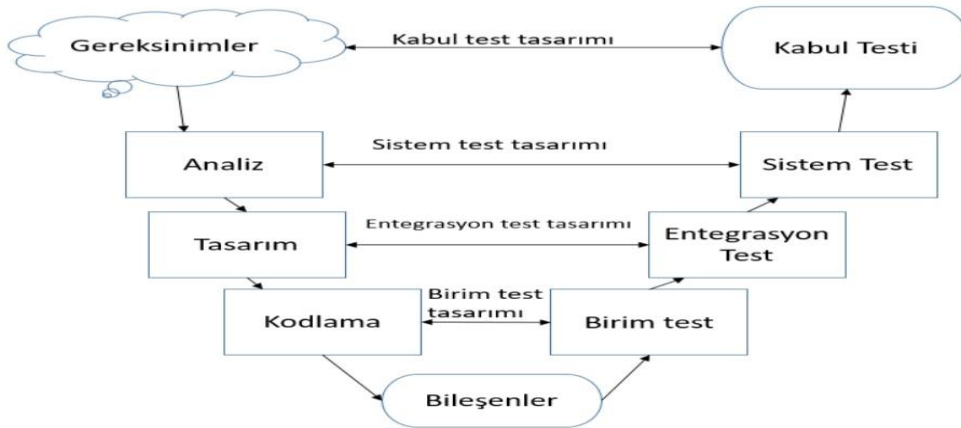 Gereksinimler
Kabul test tasarımı
Kabul Testi
Analiz
Sistem test tasarımı
Sistem Test
Tasarım
Entegrasyon test tasarımı
Entegrasyon
Test
Kodlama
Birim test
tasarımı
Birim test
Bileşenler